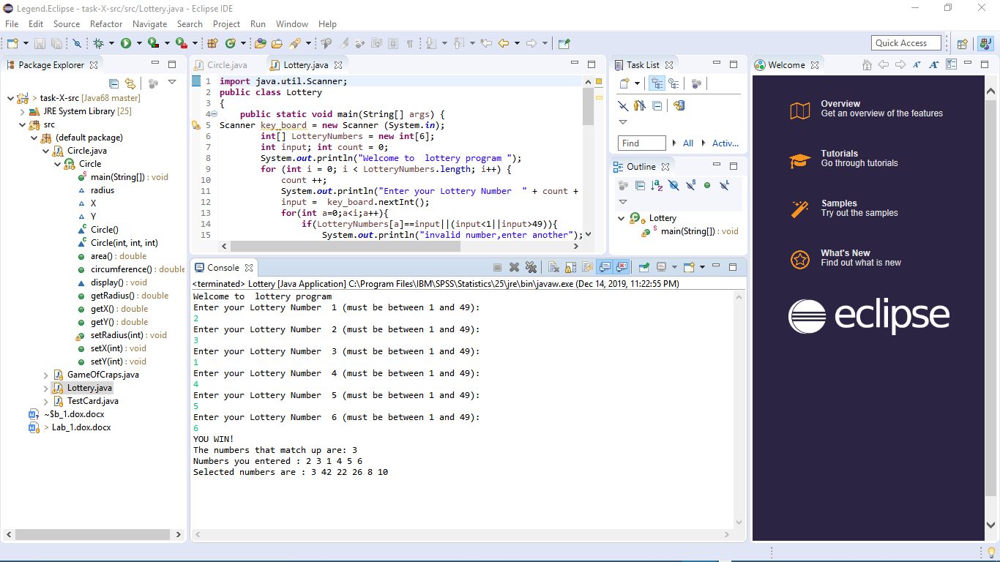 Legend.Eclipse - task-X-src/src/Lottery.java - Eclipse IDE
File Edit Source Refactor Navigate Search Project Run Window Help
Quick Access
Package Explorer
> task-X-src [Java68 master]
JRE System Library [25]
src
(default package)
Circle.java
Circle
main(String[]) : void
radius
X
Y
Circle()
Circle(int, int, int)
area() : double
circumference() : double
display() : void
getRadius() : double
getX() : double
getY() : double
setRadius(int) : void
setX(int) : void
setY(int) : void
GameOfCraps.java
Lottery.java
TestCard.java
~$b_1.dox.docx
> Lab_1.dox.docx
Circle.java Lottery.java
1 import java.util.Scanner;
2 public class Lottery
3 {
4 public static void main(String[] args) {
5 Scanner key_board = new Scanner (System.in);
6 int[] LotteryNumbers = new int[6];
7 int input; int count = 0;
8 System.out.println("Welcome to  lottery program ");
9 for (int i = 0; i < LotteryNumbers.length; i++) {
10 count ++;
11 System.out.println("Enter your Lottery Number  " + count +
12 input =  key_board.nextInt();
13 for(int a=0;a<i;a++){
14 if(LotteryNumbers[a]==input||(input<1||input>49)){
15 System.out.println("invalid number,enter another");
Console
<terminated> Lottery [Java Application] C:\Program Files\IBM\SPSS\Statistics\25\jre\bin\javaw.exe (Dec 14, 2019, 11:22:55 PM)
Welcome to  lottery program
Enter your Lottery Number  1 (must be between 1 and 49):
2
Enter your Lottery Number  2 (must be between 1 and 49):
3
Enter your Lottery Number  3 (must be between 1 and 49):
1
Enter your Lottery Number  4 (must be between 1 and 49):
4
Enter your Lottery Number  5 (must be between 1 and 49):
5
Enter your Lottery Number  6 (must be between 1 and 49):
6
YOU WIN!
The numbers that match up are: 3
Numbers you entered : 2 3 1 4 5 6
Selected numbers are : 3 42 22 26 8 10
Task List
Find All Activ...
Outline
Lottery
main(String[]) : void
Welcome
Overview
Get an overview of the features
Tutorials
Go through tutorials
Samples
Try out the samples
What's New
Find out what is new
eclipse